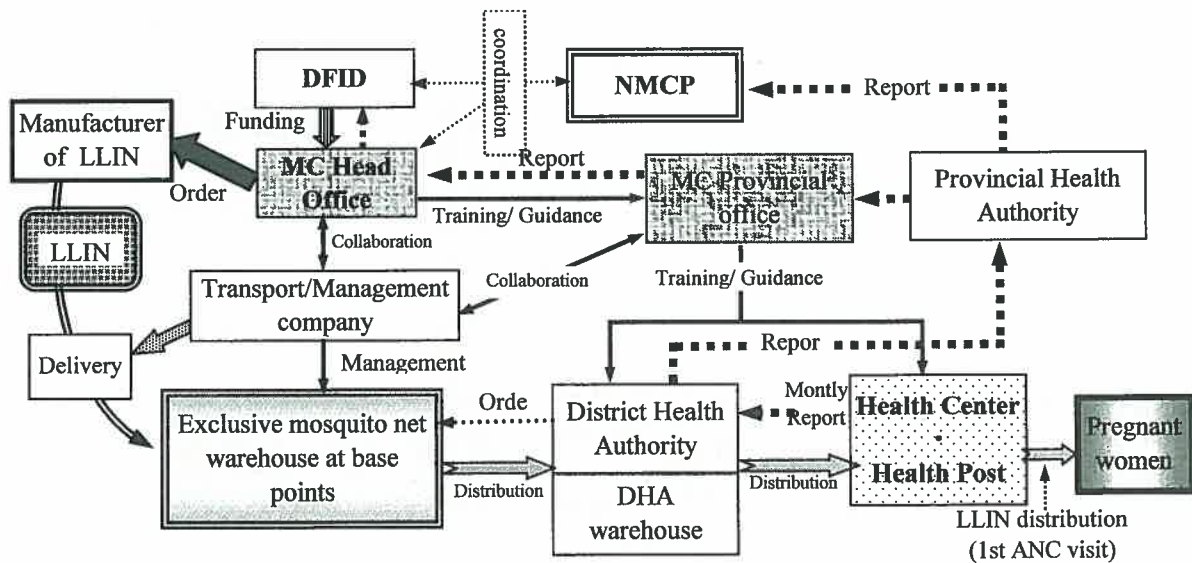 coordination
DFID
NMCP
Report
Manufacturer
of LLIN
Funding
MC Head
Office
Order
Report
MC Provincial
office
Provincial Health
Authority
Training/ Guidance
LLIN
Collaboration
Collaboration
Training/ Guidance
Transport/Management
company
Delivery
Management
Repor
Exclusive mosquito net
warehouse at base
points
Orde
District Health
Authority
Montly
Report
Health Center
·
Health Post
Pregnant
women
Distribution
DHA
warehouse
Distribution
LLIN distribution
(1st ANC visit)